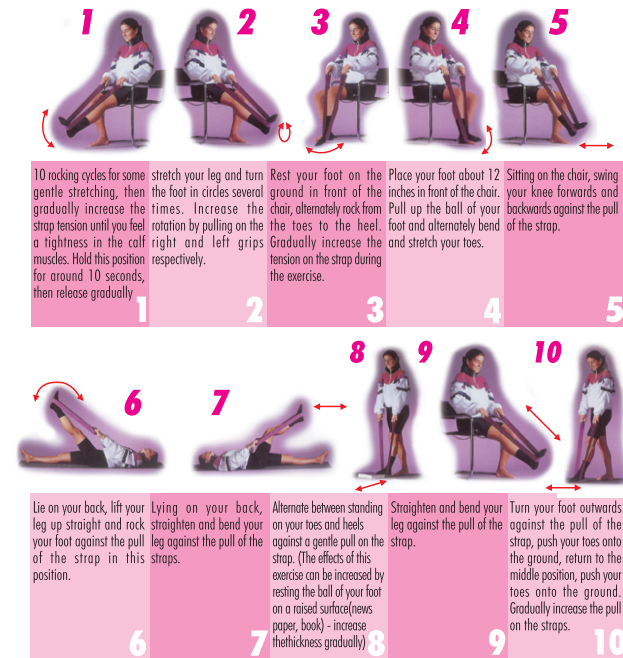 1
2
3
4
5
10 rocking cycles for some
gentle stretching, then
gradually increase the
strap tension until you feel
a tightness in the calf
muscles. Hold this position
for around 10 seconds,
then release gradually
1
stretch your leg and turn
the foot in circles several
times. Increase the
rotation by pulling on the
right and left grips
respectively.
2
Rest your foot on the
ground in front of the
chair, alternately rock from
the toes to the heel.
Gradually increase the
tension on the strap during
the exercise.
3
Place your foot about 12
inches in front of the chair.
Pull up the ball of your
foot and alternately bend
and stretch your toes.
4
Sitting on the chair, swing
your knee forwards and
backwards against the pull
of the strap.
5
6
7
8
9
10
Lie on your back, lift your
leg up straight and rock
your foot against the pull
of the strap in this
position.
6
Lying on your back,
straighten and bend your
leg against the pull of the
straps.
7
Alternate between standing
on your toes and heels
against a gentle pull on the
strap. (The effects of this
exercise can be increased by
resting the ball of your foot
on a raised surface(news
paper, book) - increase
thethickness gradually)
8
Straighten and bend your
leg against the pull of the
strap.
9
Turn your foot outwards
against the pull of the
strap, push your toes onto
the ground, return to the
middle position, push your
toes onto the ground.
Gradually increase the pull
on the straps.
10